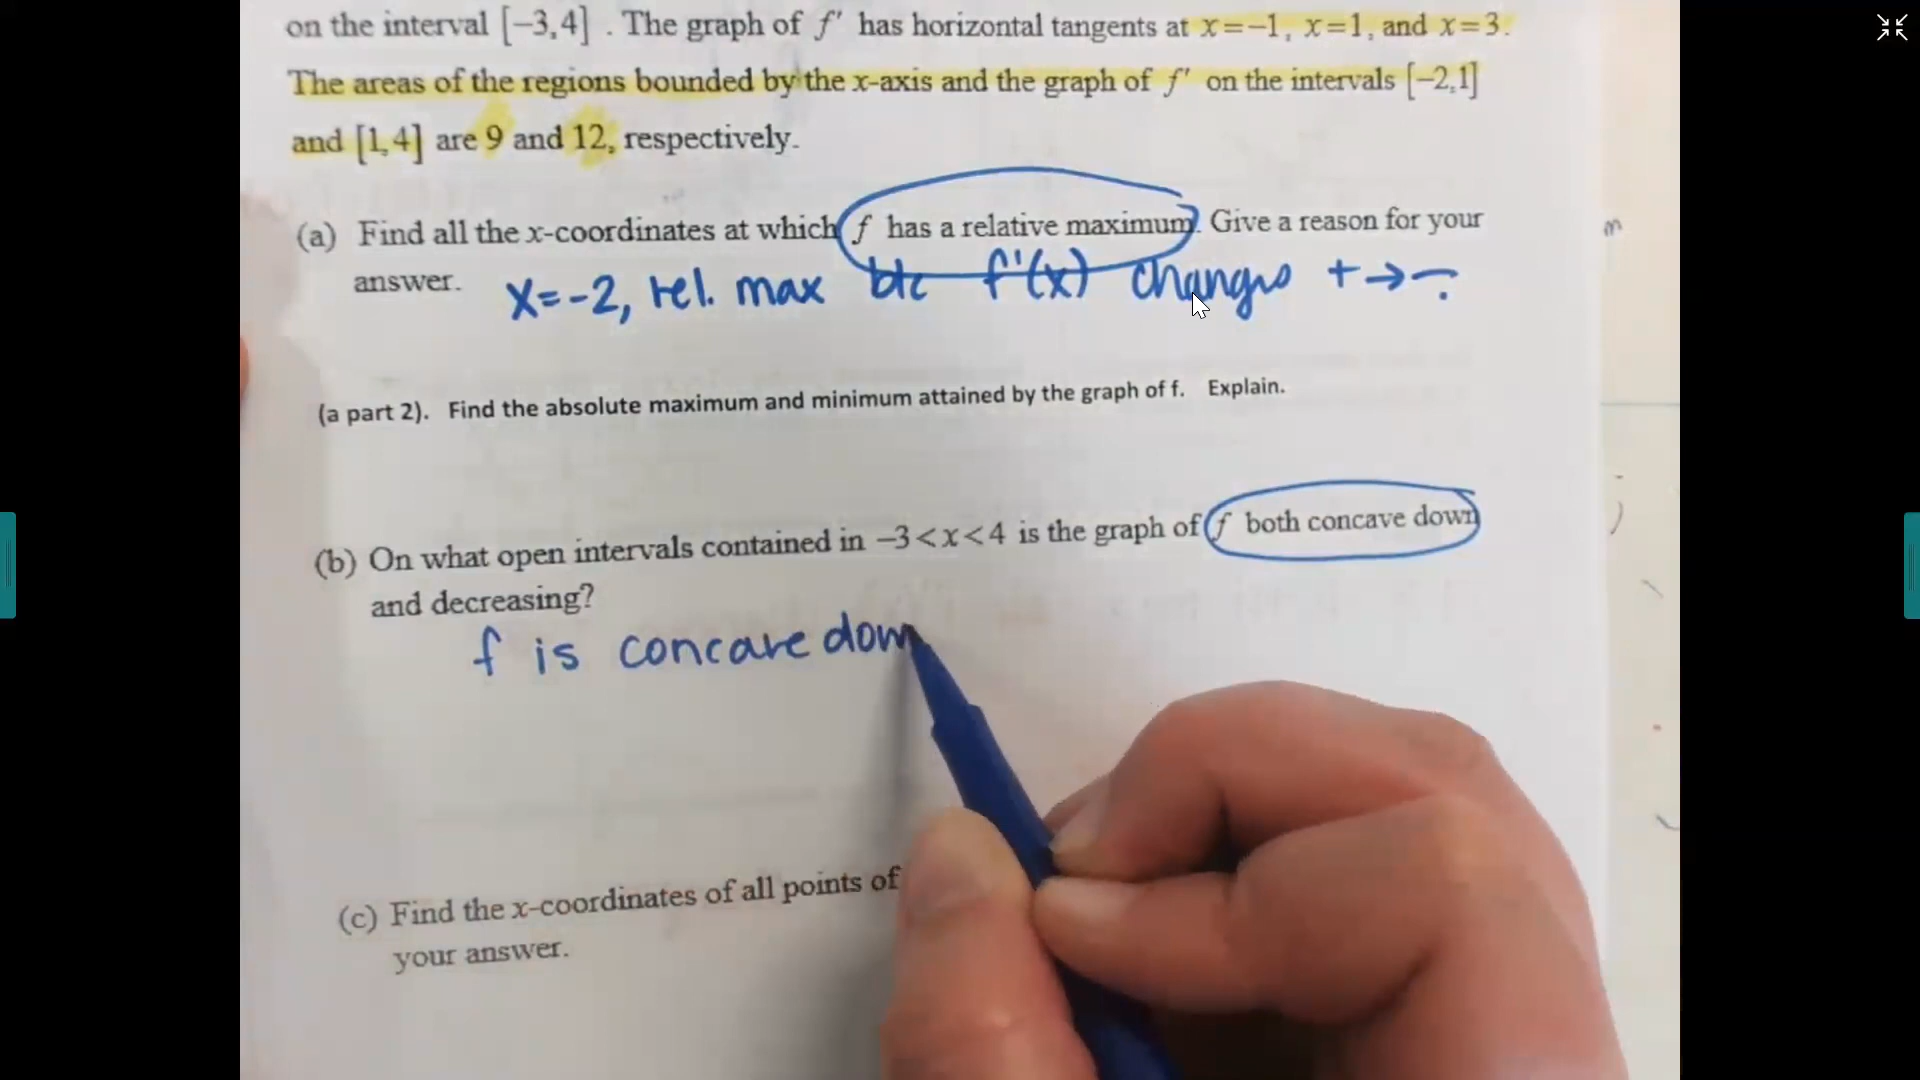 on the interval [−3,4] . The graph of f′ has horizontal tangents at x=−1, x=1, and x=3.
The areas of the regions bounded by the x-axis and the graph of f′ on the intervals [−2,1]
and [1,4] are 9 and 12, respectively.
(a) Find all the x-coordinates at which f has a relative maximum. Give a reason for your
answer. x=-2, rel. max b/c f'(x) changes + → -.
(a part 2). Find the absolute maximum and minimum attained by the graph of f. Explain.
(b) On what open intervals contained in −3<x<4 is the graph of f both concave down
and decreasing?
f is concave down
(c) Find the x-coordinates of all points of
your answer.